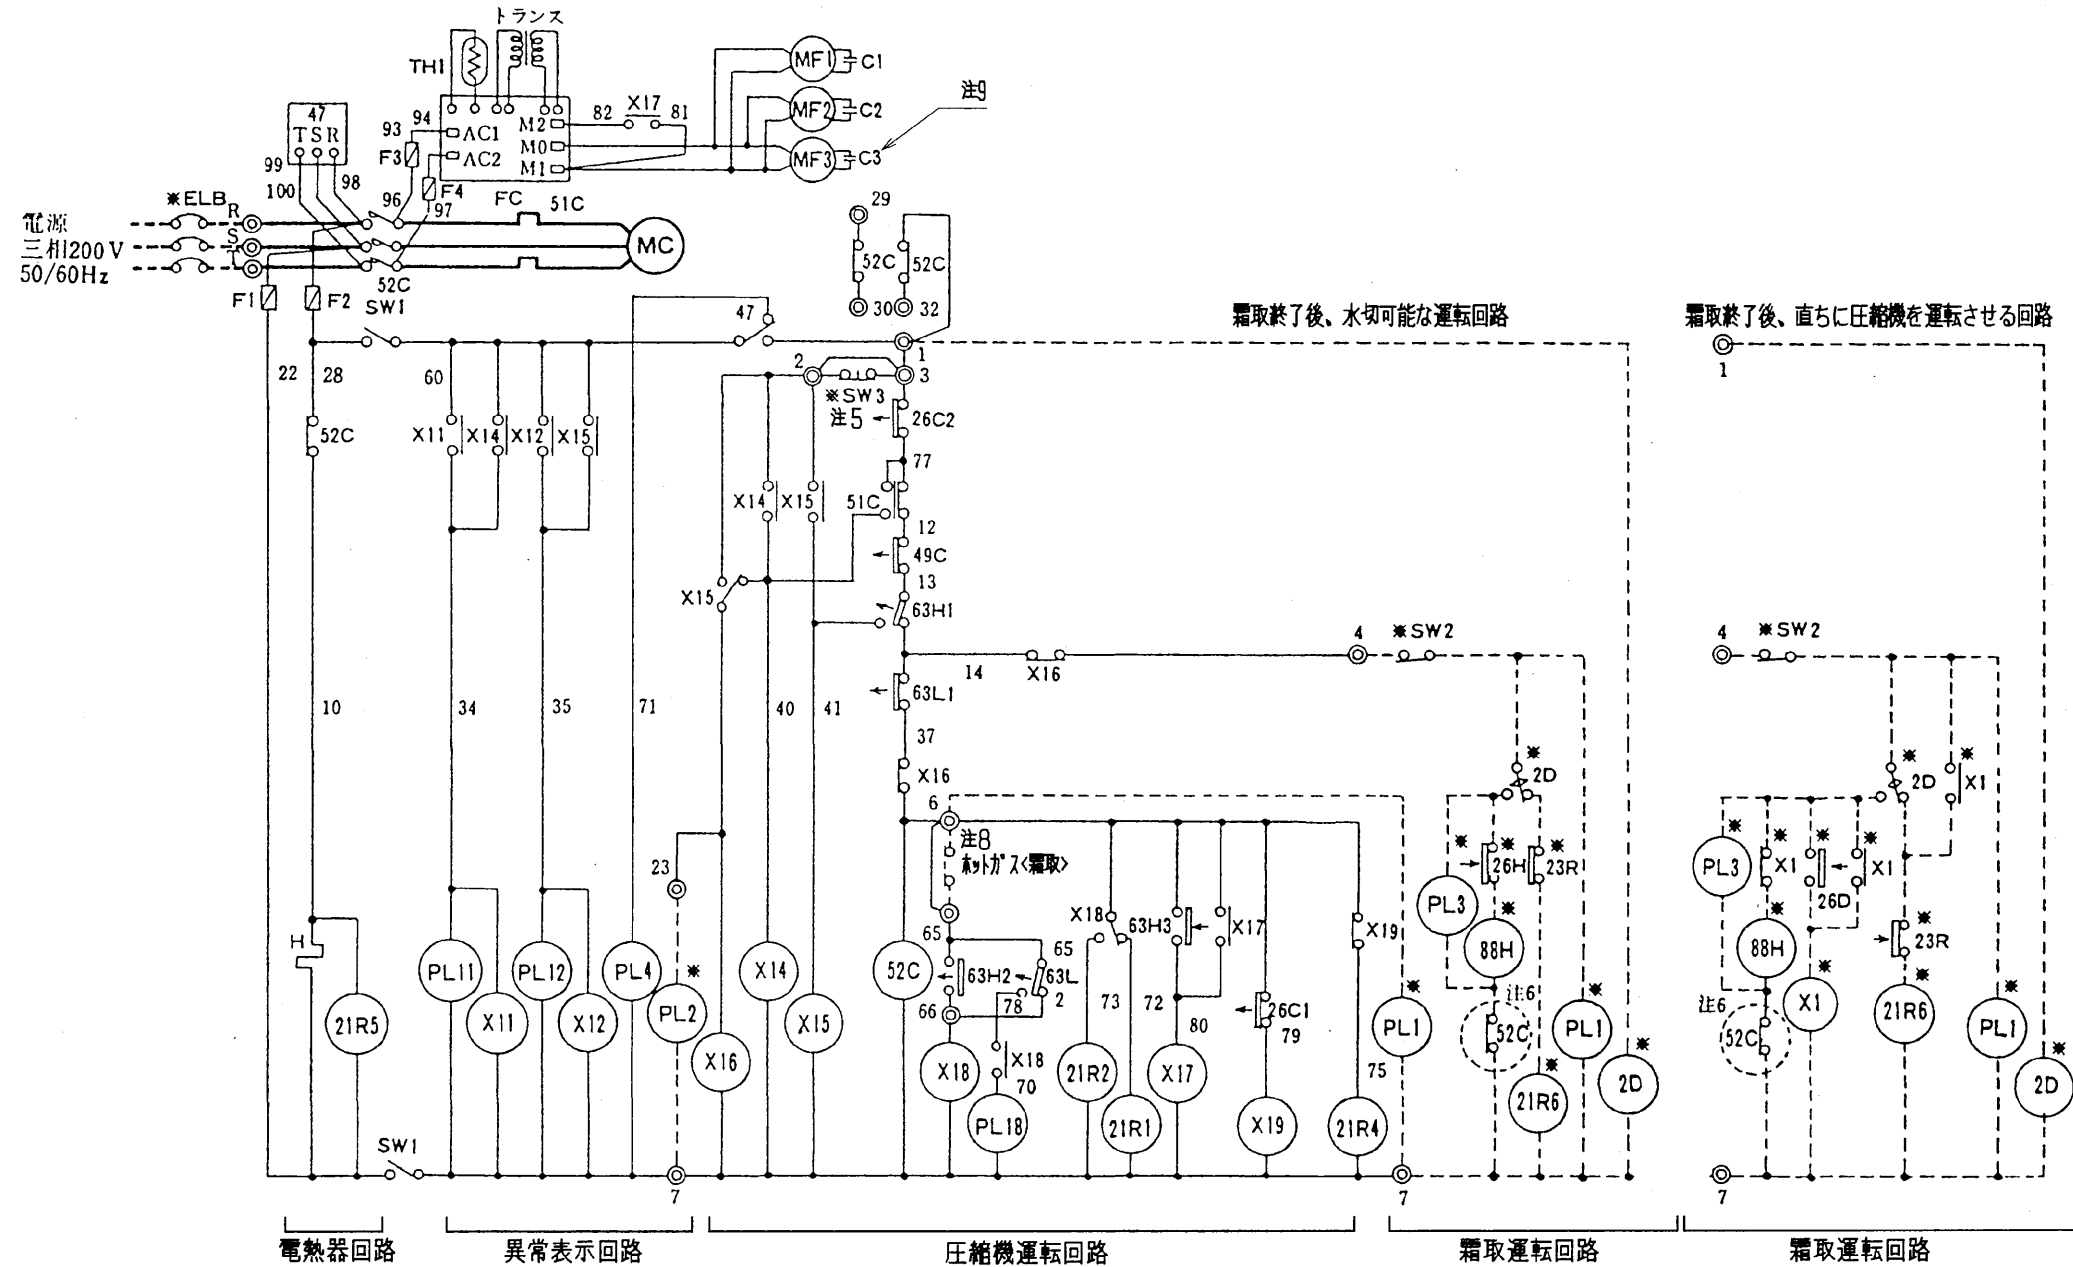 トランス
TH1
MF1
C1
注9
MF2
C2
MF3
C3
47
T S R
93
94
AC1
AC2
M2
M0
M1
82
X17
81
F3
F4
99
100
98
96
97
FC
51C
※ELB
R
S
T
電源
三相200V
50/60Hz
MC
52C
F1
F2
SW1
29
52C
52C
30
32
47
霜取終了後、水切可能な運転回路
霜取終了後、直ちに圧縮機を運転させる回路
1
1
22
28
60
2
3
※SW3
注5
26C2
52C
X11
X14
X12
X15
77
X14
X15
51C
12
49C
13
X15
63H1
4
※SW2
4
※SW2
14
X16
63L1
10
34
35
71
40
41
37
X16
※
2D
※
2D
※
X1
6
注8
ホットガス〈霜取〉
※
※
26H
※
23R
※
PL3
※
X1
※
26D
※
X1
23
PL3
X18
63H3
X17
X19
65
65
88H
※
88H
※
※
23R
H
PL11
PL12
PL4
※
PL2
X14
52C
63H2
63L
78
2
73
72
80
26C1
79
※
PL1
注6
52C
※
PL1
注6
52C
※
X1
※
21R6
※
PL1
21R5
X11
X12
X15
66
X16
X18
X18
70
21R2
X17
75
※
21R6
※
2D
※
2D
PL18
21R1
X19
21R4
SW1
7
7
7
電熱器回路
異常表示回路
圧縮機運転回路
霜取運転回路
霜取運転回路